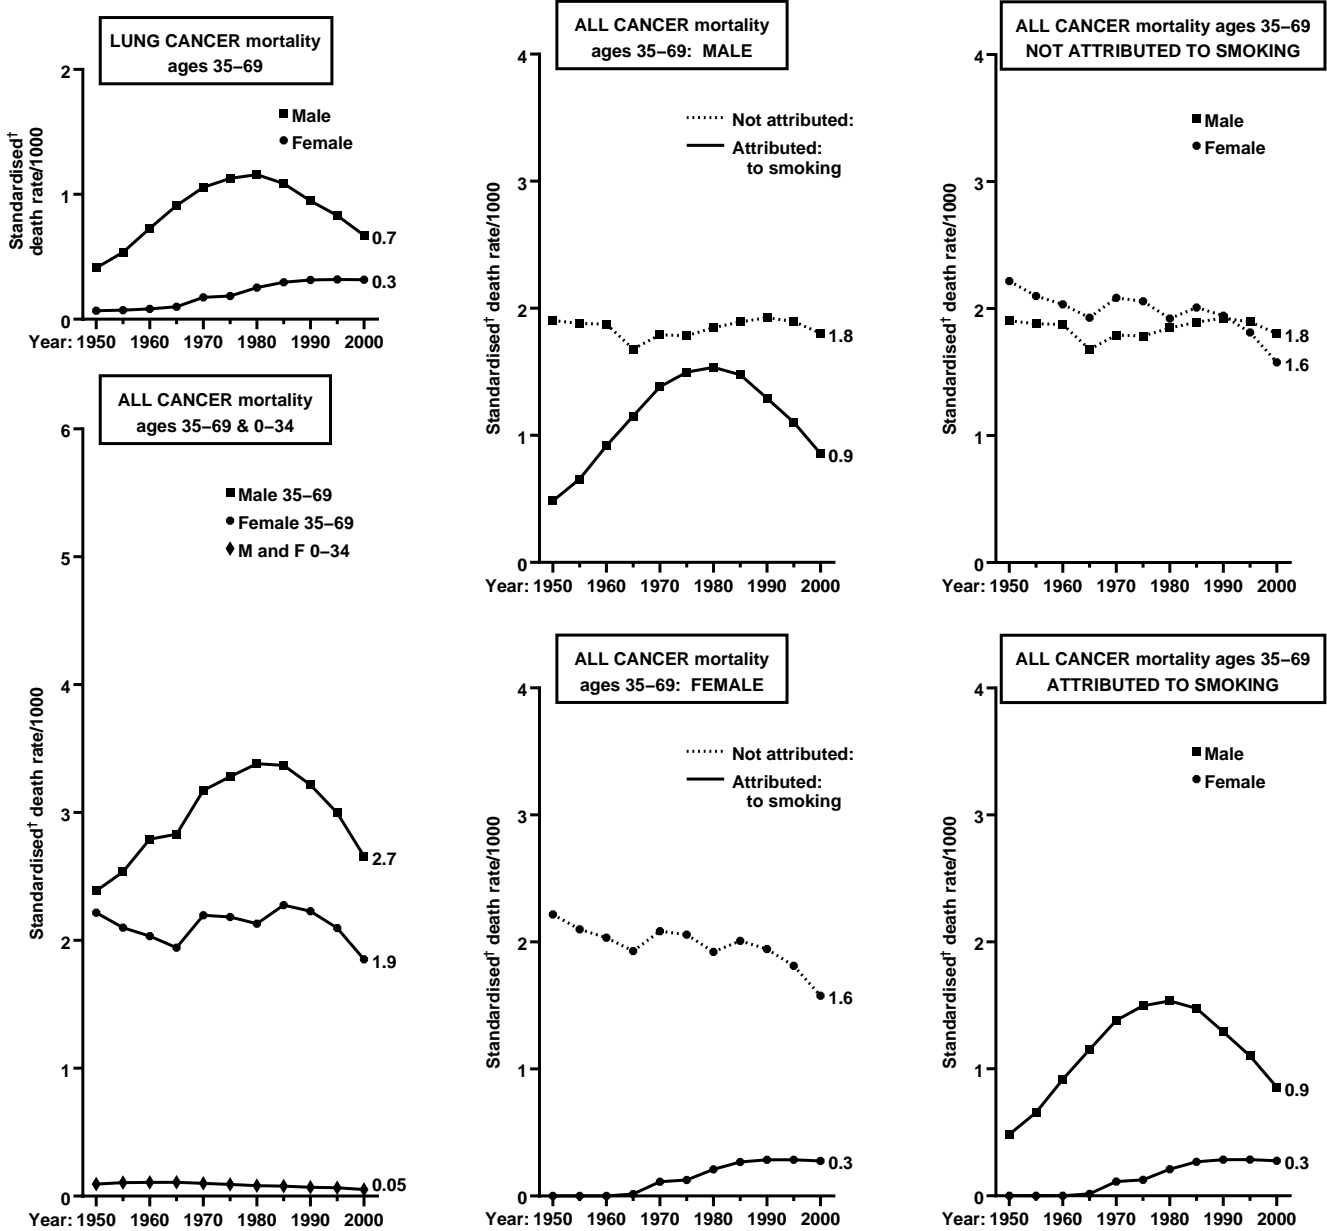 LUNG CANCER mortality
ages 35–69
2
1
0
Standardised†
death rate/1000
Male
Female
0.7
0.3
Year: 1950 1960 1970 1980 1990 2000
ALL CANCER mortality
ages 35–69 & 0–34
6
5
4
3
2
1
0
Standardised† death rate/1000
Male 35–69
Female 35–69
M and F 0–34
2.7
1.9
0.05
Year: 1950 1960 1970 1980 1990 2000
ALL CANCER mortality
ages 35–69: MALE
4
3
2
1
0
Standardised† death rate/1000
Not attributed:
Attributed:
to smoking
1.8
0.9
Year: 1950 1960 1970 1980 1990 2000
ALL CANCER mortality
ages 35–69: FEMALE
4
3
2
1
0
Standardised† death rate/1000
Not attributed:
Attributed:
to smoking
1.6
0.3
Year: 1950 1960 1970 1980 1990 2000
ALL CANCER mortality ages 35–69
NOT ATTRIBUTED TO SMOKING
4
3
2
1
0
Standardised† death rate/1000
Male
Female
1.8
1.6
Year: 1950 1960 1970 1980 1990 2000
ALL CANCER mortality ages 35–69
ATTRIBUTED TO SMOKING
4
3
2
1
0
Standardised† death rate/1000
Male
Female
0.9
0.3
Year: 1950 1960 1970 1980 1990 2000